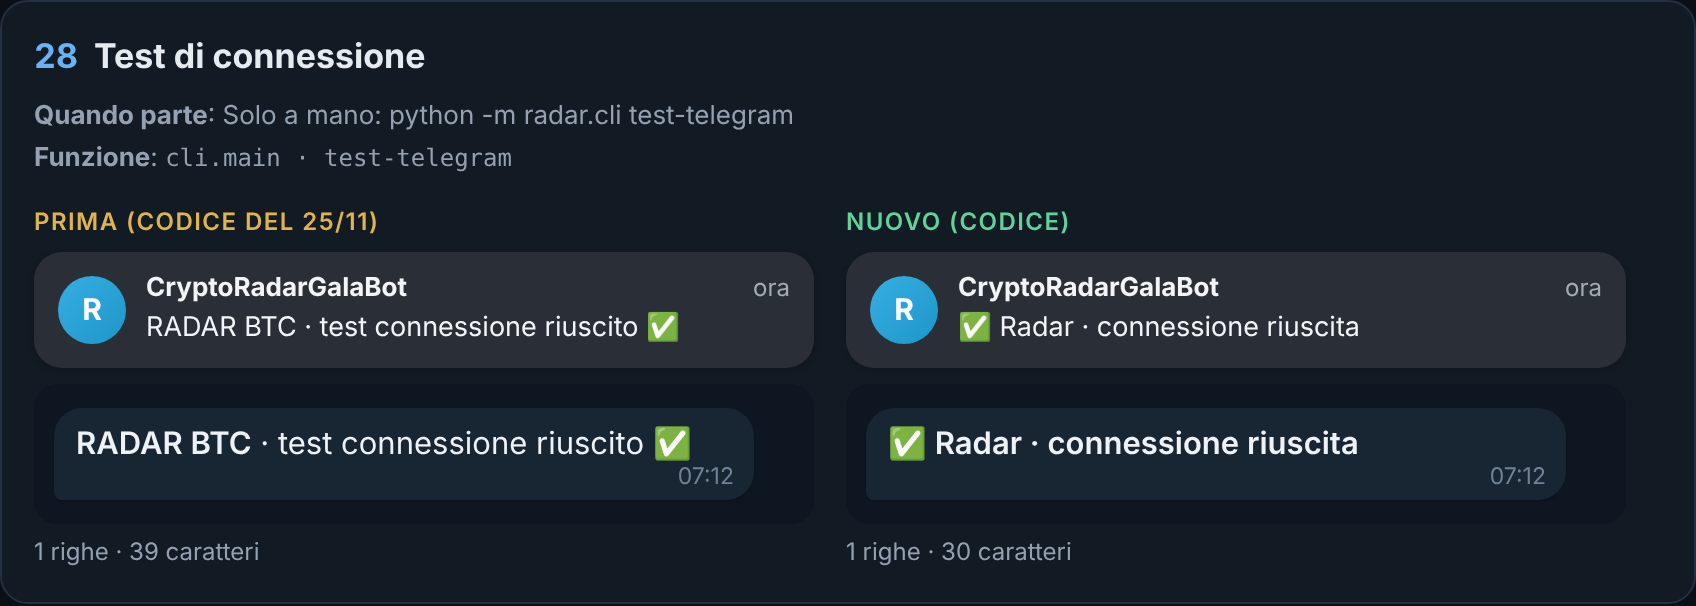 28 Test di connessione
Quando parte: Solo a mano: python -m radar.cli test-telegram
Funzione: cli.main · test-telegram
PRIMA (CODICE DEL 25/11)
R
CryptoRadarGalaBot
ora
RADAR BTC · test connessione riuscito ✅
RADAR BTC · test connessione riuscito ✅
07:12
1 righe · 39 caratteri
NUOVO (CODICE)
R
CryptoRadarGalaBot
ora
✅ Radar · connessione riuscita
✅ Radar · connessione riuscita
07:12
1 righe · 30 caratteri